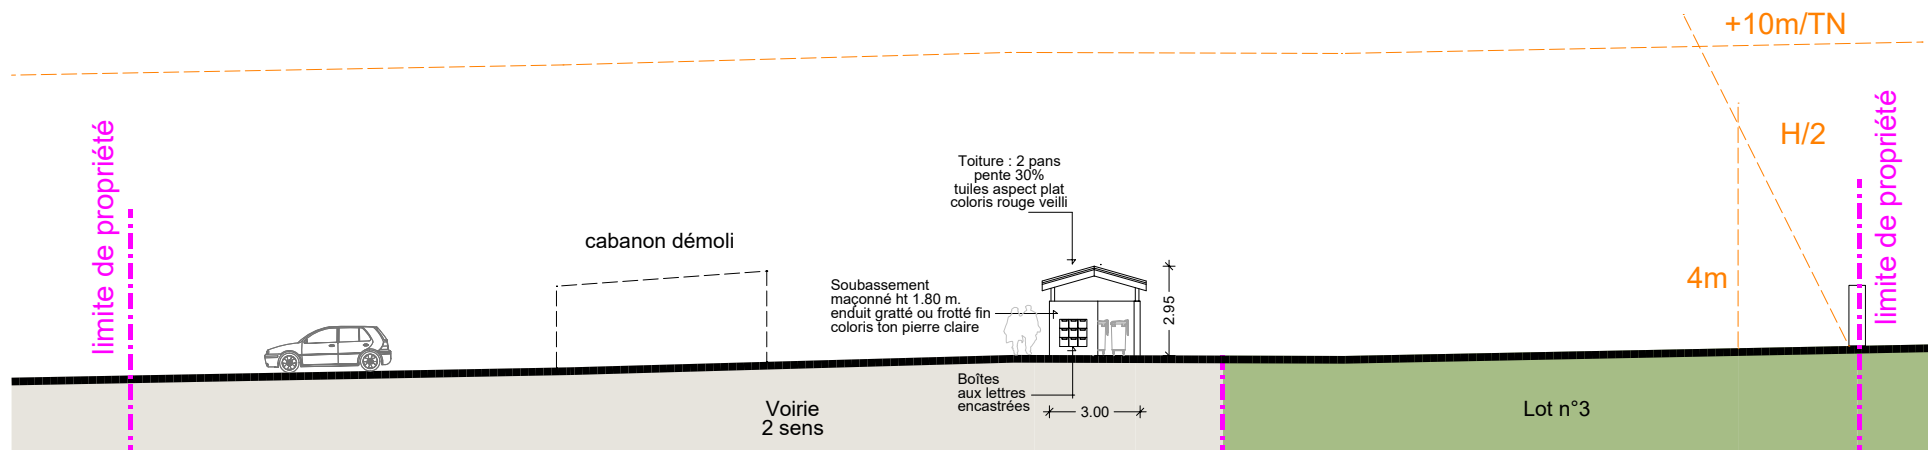 +10m/TN
limite de propriété
H/2
limite de propriété
Toiture : 2 pans
pente 30%
tuiles aspect plat
coloris rouge veilli
cabanon démoli
4m
Soubassement
maçonné ht 1.80 m.
enduit gratté ou frotté fin
coloris ton pierre claire
2.95
Boîtes
aux lettres
encastrées
3.00
Voirie
2 sens
Lot n°3